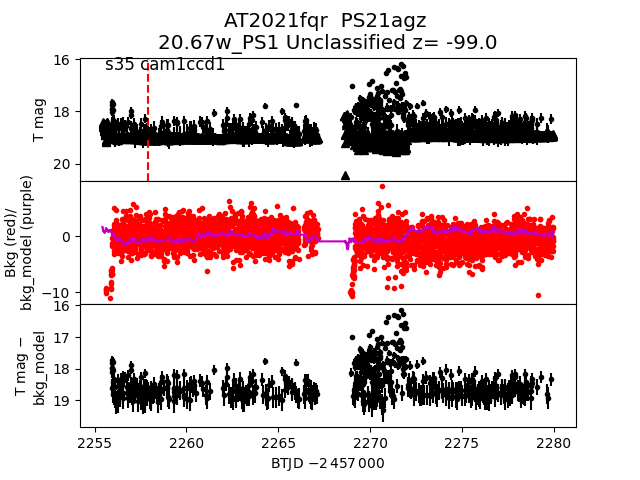 AT2021fqr  PS21agz
20.67w_PS1 Unclassified z= -99.0
s35 cam1ccd1
16
18
20
T mag
0
−10
Bkg (red)/
bkg_model (purple)
16
17
18
19
T mag −
bkg_model
2255
2260
2265
2270
2275
2280
BTJD −2 457 000